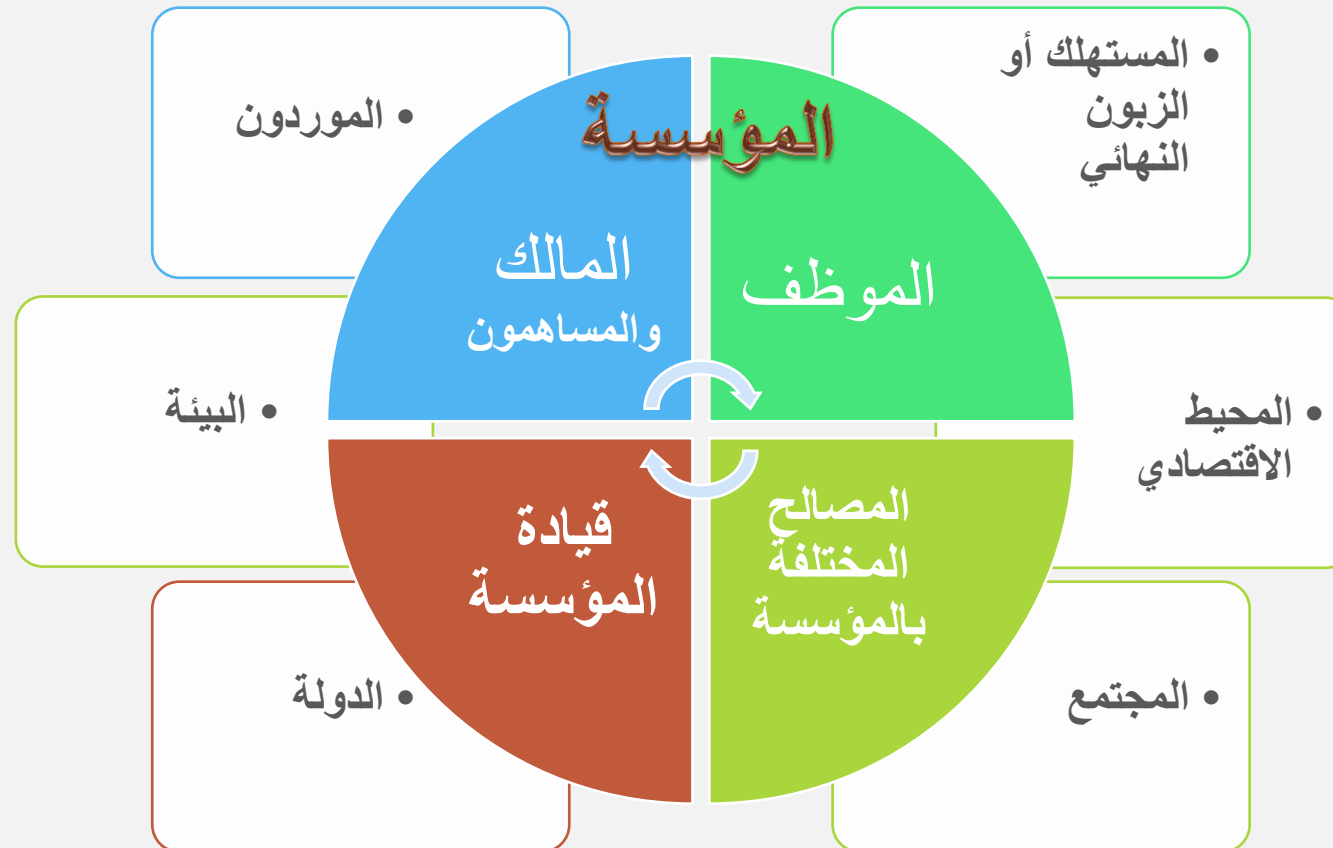 المؤسسة
• المستهلك أو
الزبون
النهائي
• الموردون
الموظف
المالك
والمساهمون
• المحيط
الاقتصادي
• البيئة
المصالح
المختلفة
بالمؤسسة
قيادة
المؤسسة
• المجتمع
• الدولة